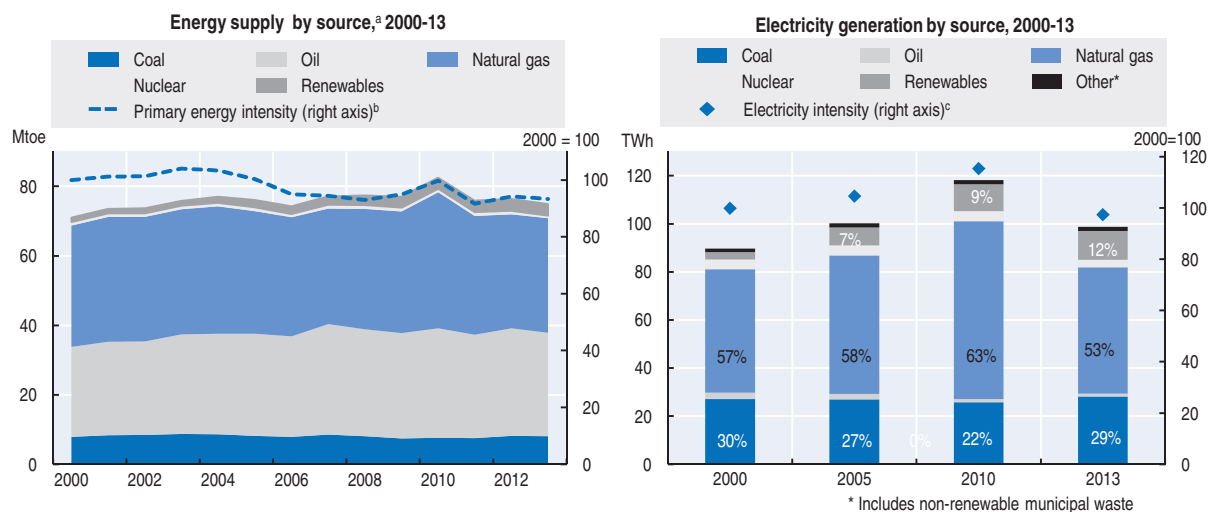 Energy supply by source,ᵃ 2000-13
Coal Oil Natural gas
Nuclear Renewables
Primary energy intensity (right axis)ᵇ
Mtoe 2000 = 100
80 100
60 80
60
40 40
20 20
0 0
2000 2002 2004 2006 2008 2010 2012
Electricity generation by source, 2000-13
Coal Oil Natural gas
Nuclear Renewables Other*
Electricity intensity (right axis)ᶜ
TWh 2000=100
120 120
100 100
80 80
60 60
40 40
20 20
0 0
7% 9% 12%
57% 58% 63% 53%
30% 27% 0% 22% 29%
2000 2005 2010 2013
* Includes non-renewable municipal waste